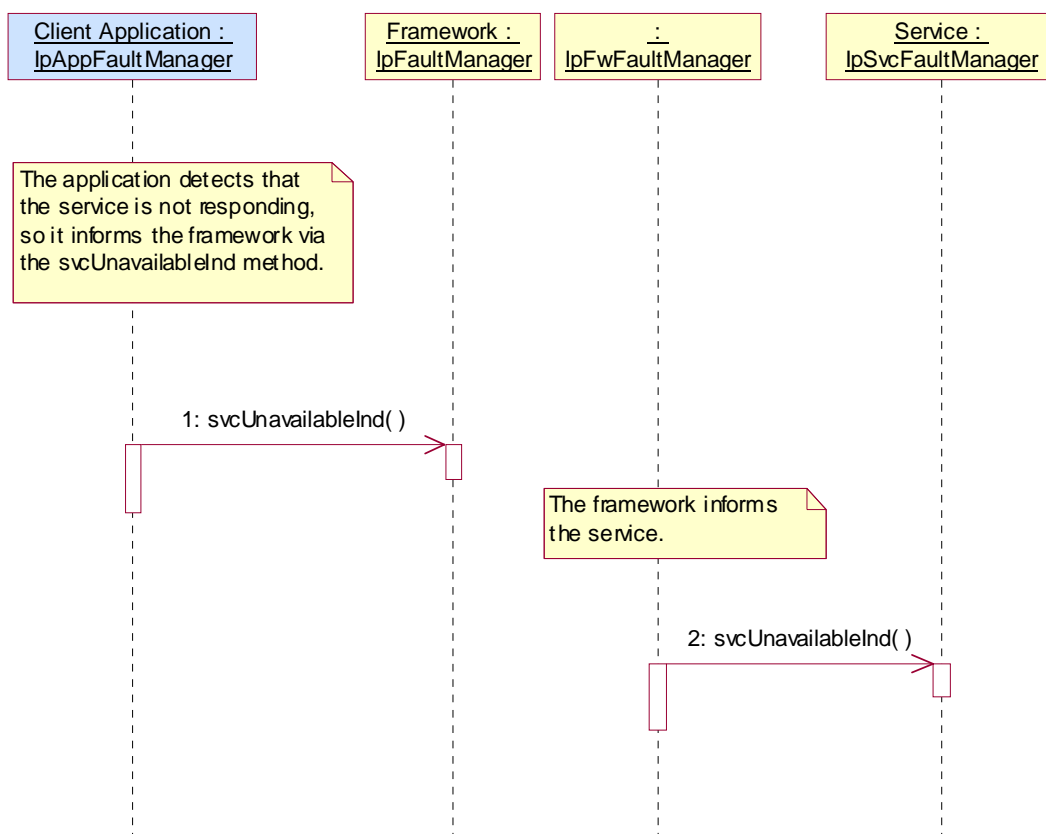 Client Application :
IpAppFaultManager
Framework :
IpFaultManager
:
IpFwFaultManager
Service :
IpSvcFaultManager
The application detects that
the service is not responding,
so it informs the framework via
the svcUnavailableInd method.
1: svcUnavailableInd( )
The framework informs
the service.
2: svcUnavailableInd( )